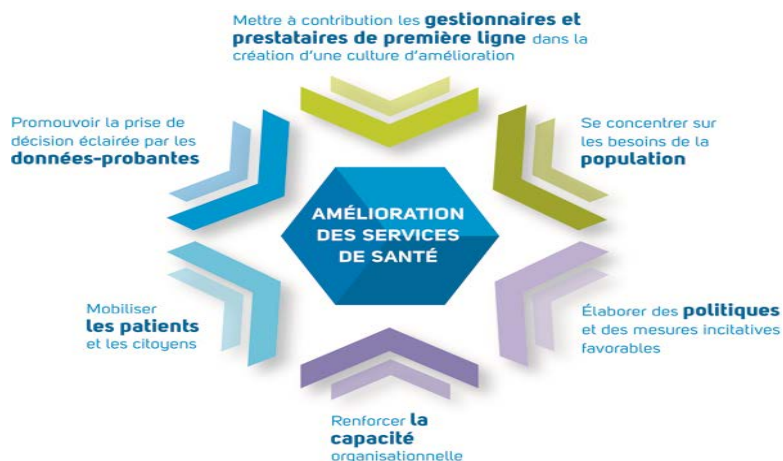 Mettre à contribution les gestionnaires et
prestataires de première ligne dans la
création d'une culture d'amélioration
Promouvoir la prise de
décision éclairée par les
données-probantes
Se concentrer sur
les besoins de la
population
AMÉLIORATION
DES SERVICES
DE SANTÉ
Mobiliser
les patients
et les citoyens
Élaborer des politiques
et des mesures incitatives
favorables
Renforcer la
capacité
organisationnelle